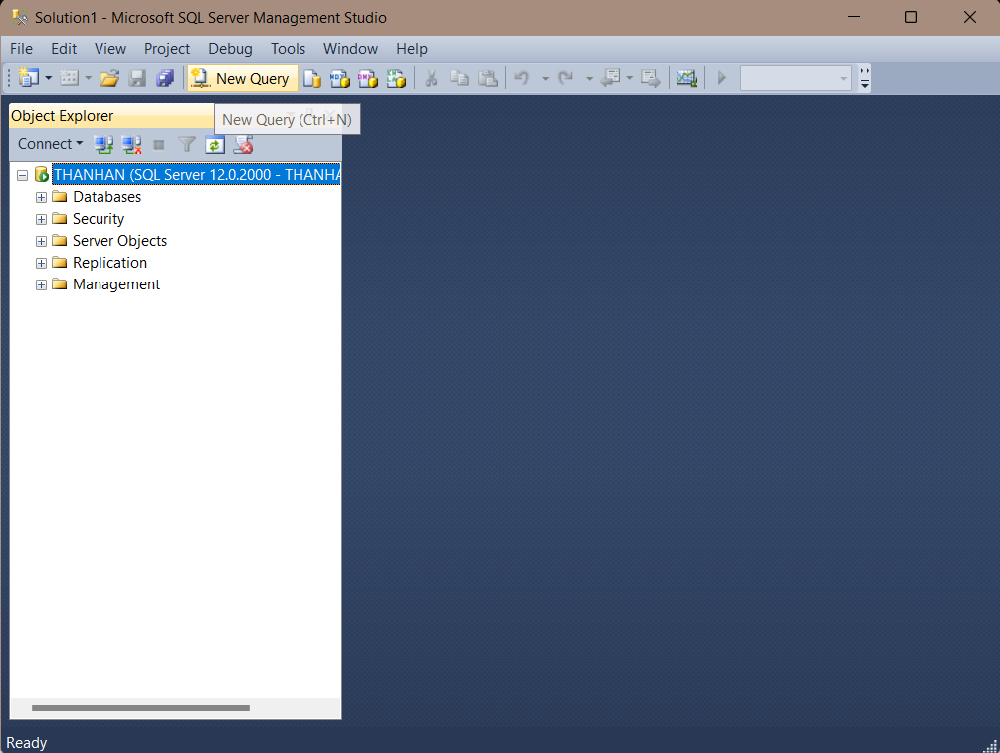 Solution1 - Microsoft SQL Server Management Studio
File Edit View Project Debug Tools Window Help
New Query
Object Explorer
New Query (Ctrl+N)
Connect
THANHAN (SQL Server 12.0.2000 - THANHA
Databases
Security
Server Objects
Replication
Management
Ready